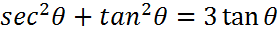 sec²θ + tan²θ = 3 tan θ